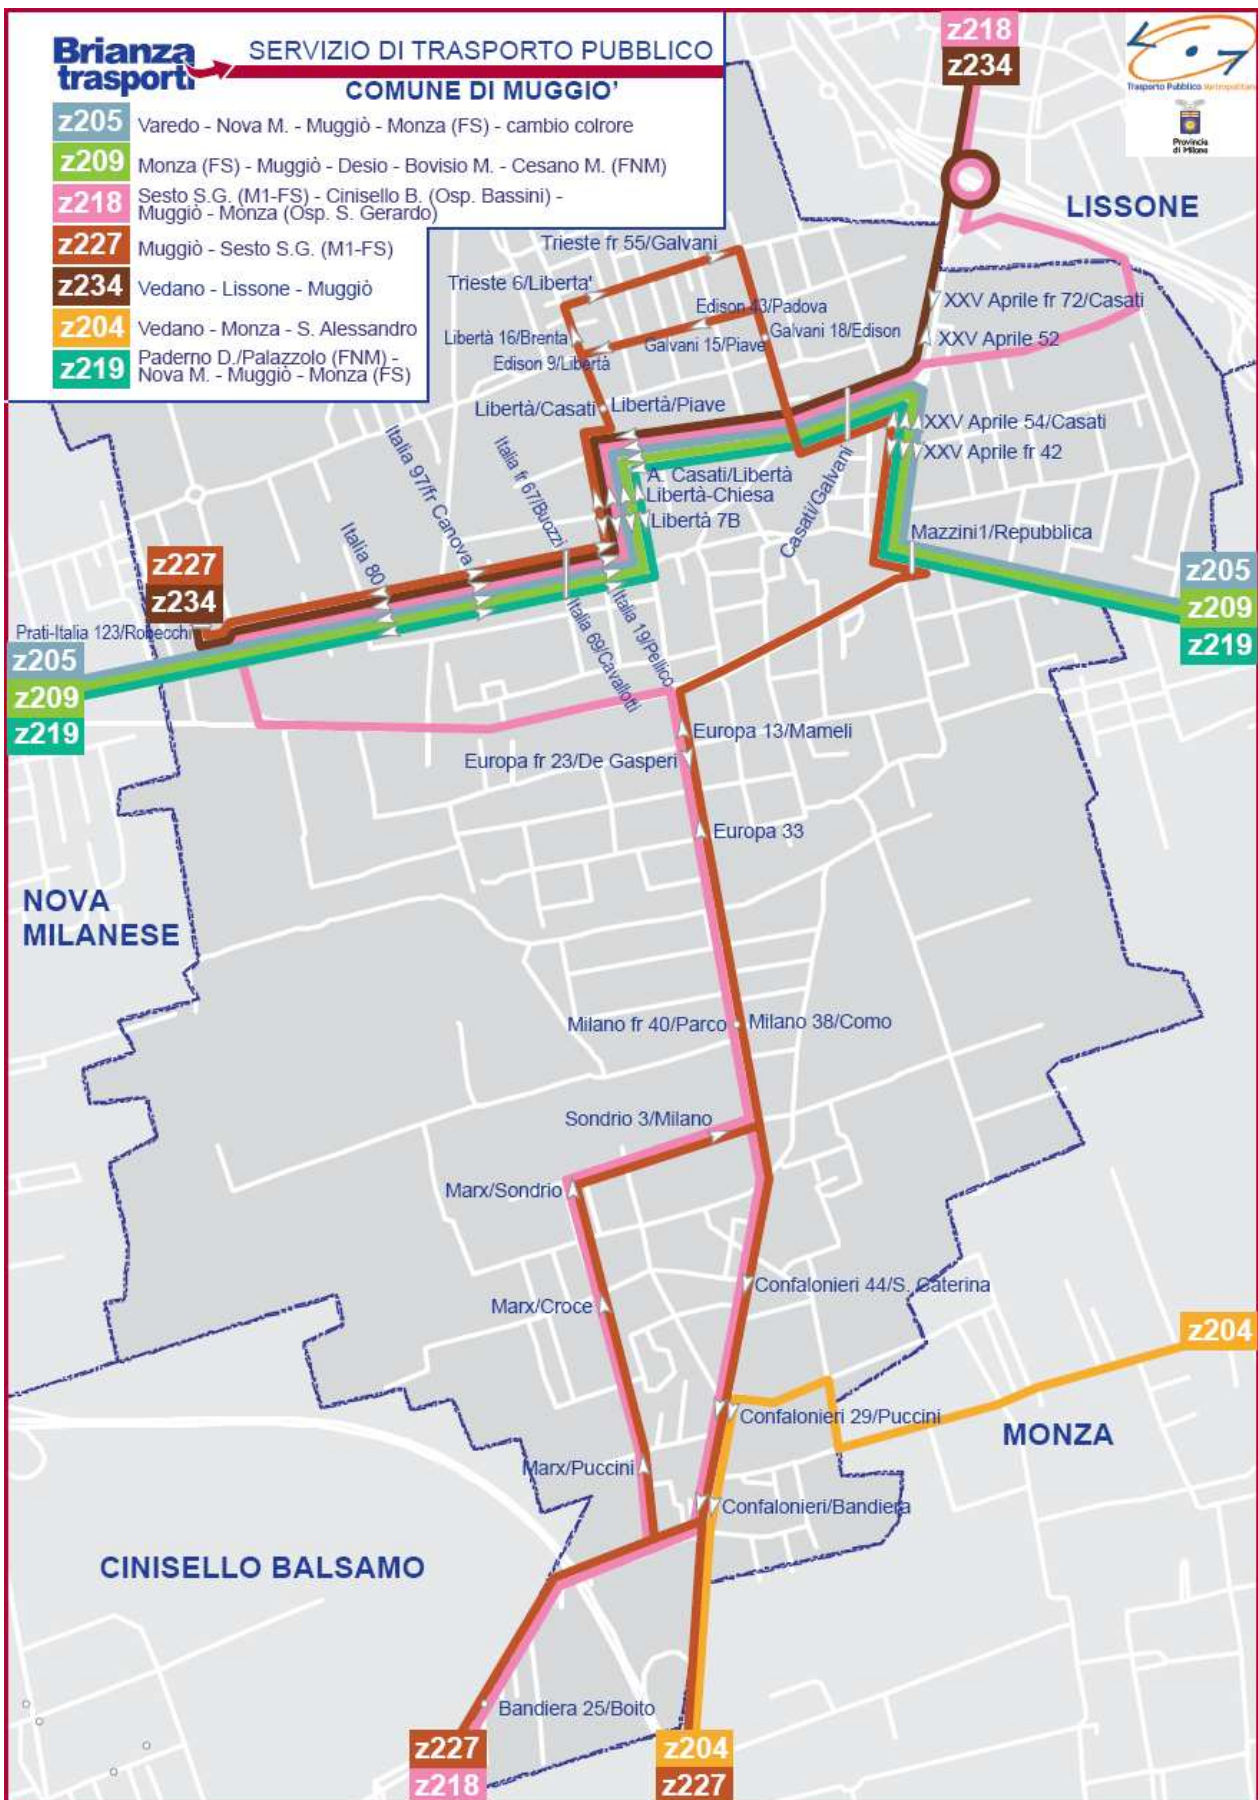 Brianza
trasporti
SERVIZIO DI TRASPORTO PUBBLICO
COMUNE DI MUGGIO'
z205 Varedo - Nova M. - Muggiò - Monza (FS) - cambio colrore
z209 Monza (FS) - Muggiò - Desio - Bovisio M. - Cesano M. (FNM)
z218 Sesto S.G. (M1-FS) - Cinisello B. (Osp. Bassini) -
Muggiò - Monza (Osp. S. Gerardo)
z227 Muggiò - Sesto S.G. (M1-FS)
z234 Vedano - Lissone - Muggiò
z204 Vedano - Monza - S. Alessandro
z219 Paderno D./Palazzolo (FNM) -
Nova M. - Muggiò - Monza (FS)
z218
z234
Trasporto Pubblico Metropolitano
Provincia
di Milano
LISSONE
Trieste fr 55/Galvani
Trieste 6/Liberta'
Edison 43/Padova
XXV Aprile fr 72/Casati
Libertà 16/Brenta
Galvani 15/Piave
Galvani 18/Edison
XXV Aprile 52
Edison 9/Libertà
Libertà/Casati
Libertà/Piave
XXV Aprile 54/Casati
XXV Aprile fr 42
Italia 97/fr Canova
Italia fr 67/Buozzi
A. Casati/Libertà
Libertà-Chiesa
Libertà 7B
Casati/Galvani
Italia 80
Mazzini1/Repubblica
z227
z234
Prati-Italia 123/Robecchi
z205
z209
z219
z205
z209
z219
Italia 69/Cavallotti
Italia 19/Pellico
Europa 13/Mameli
Europa fr 23/De Gasperi
Europa 33
NOVA
MILANESE
Milano fr 40/Parco
Milano 38/Como
Sondrio 3/Milano
Marx/Sondrio
Confalonieri 44/S. Caterina
Marx/Croce
z204
Confalonieri 29/Puccini
MONZA
Marx/Puccini
Confalonieri/Bandiera
CINISELLO BALSAMO
Bandiera 25/Boito
z227
z218
z204
z227